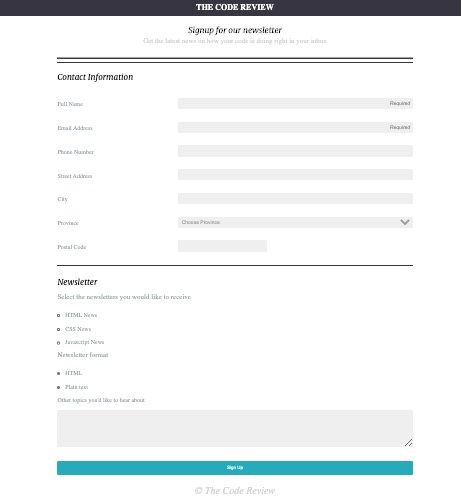 THE CODE REVIEW
Signup for our newsletter
Get the latest news on how your code is doing right in your inbox
Contact Information
Full Name
Required
Email Address
Required
Phone Number
Street Address
City
Province
Choose Province
Postal Code
Newsletter
Select the newsletters you would like to receive
HTML News
CSS News
Javascript News
Newsletter format
HTML
Plain text
Other topics you'd like to hear about
Sign Up
© The Code Review